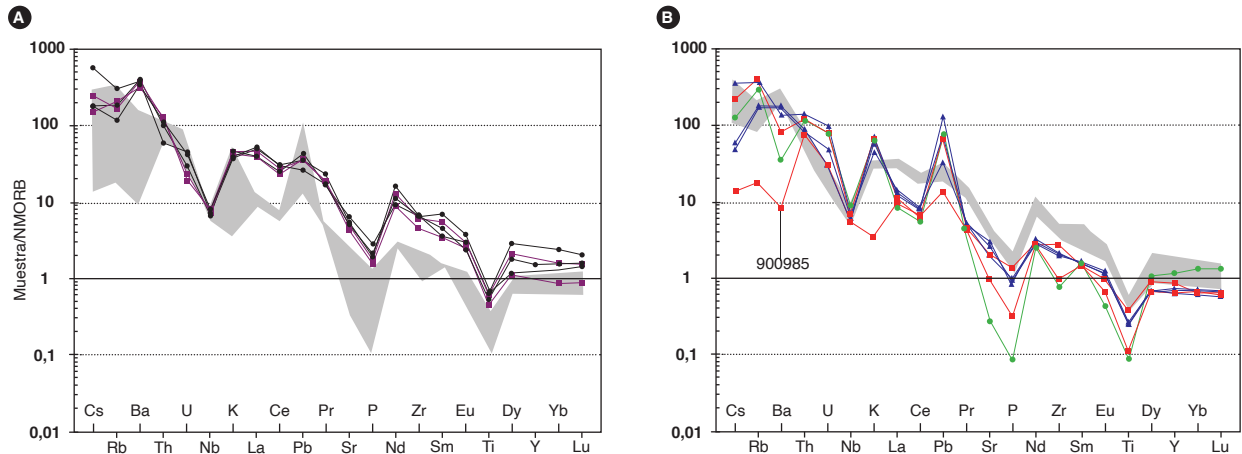 A
Muestra/NMORB
1000
100
10
1
0,1
0,01
Cs Ba U K Ce Pr P Zr Eu Dy Yb
Rb Th Nb La Pb Sr Nd Sm Ti Y Lu
B
1000
100
10
1
0,1
0,01
900985
Cs Ba U K Ce Pr P Zr Eu Dy Yb
Rb Th Nb La Pb Sr Nd Sm Ti Y Lu